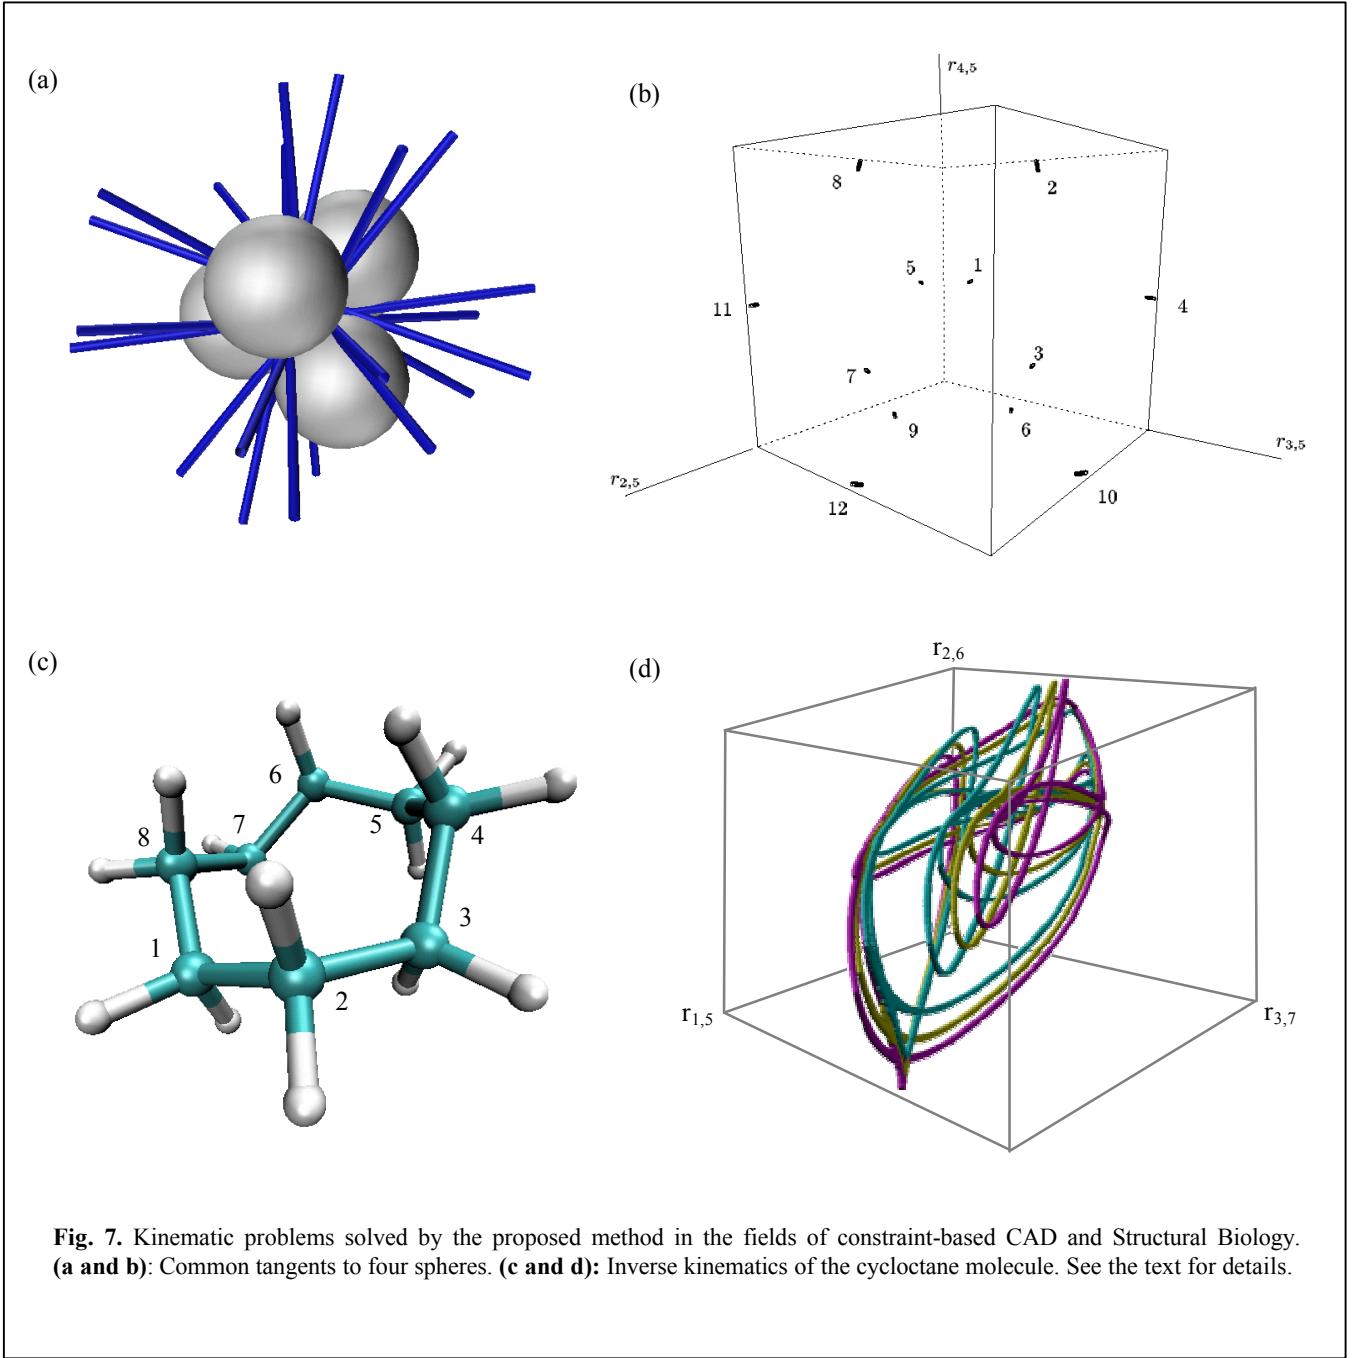 (a)
(b)
r4,5
8
2
5
1
11
4
3
7
9
6
r3,5
r2,5
12
10
(c)
(d)
r2,6
6
5
4
7
8
3
1
2
r1,5
r3,7
Fig. 7. Kinematic problems solved by the proposed method in the fields of constraint-based CAD and Structural Biology.
(a and b): Common tangents to four spheres. (c and d): Inverse kinematics of the cycloctane molecule. See the text for details.